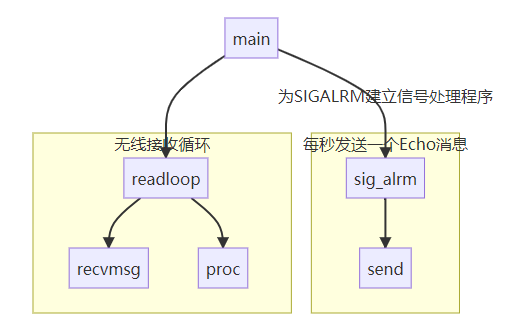 main
为SIGALRM建立信号处理程序
无线接收循环
每秒发送一个Echo消息
readloop
sig_alrm
recvmsg
proc
send